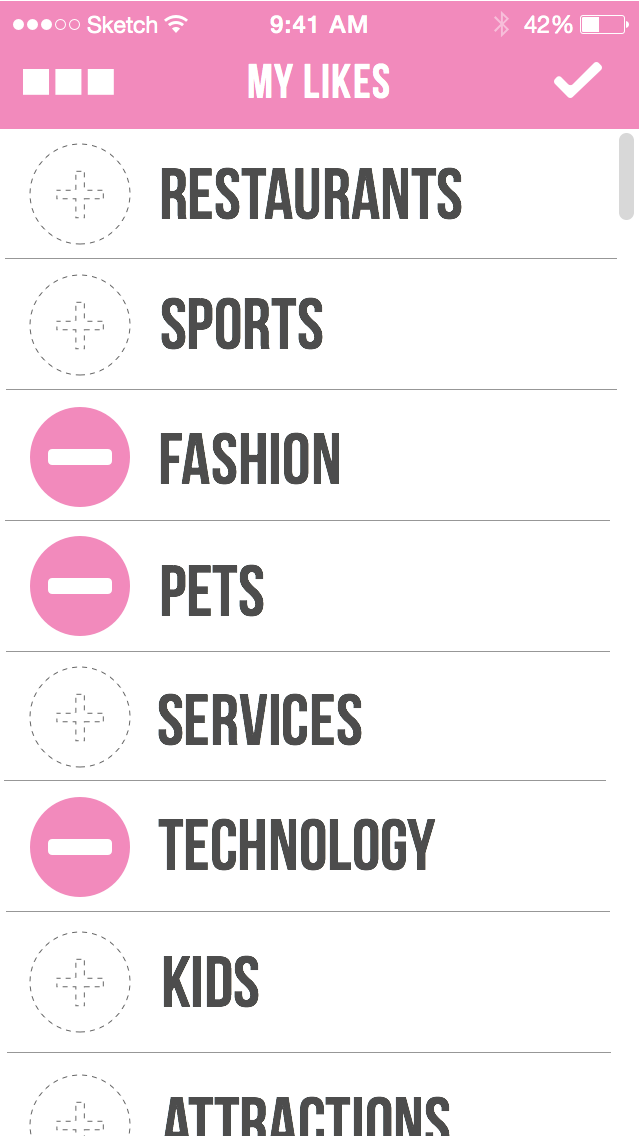 Sketch 9:41 AM 42%
MY LIKES
RESTAURANTS
SPORTS
FASHION
PETS
SERVICES
TECHNOLOGY
KIDS
ATTRACTIONS